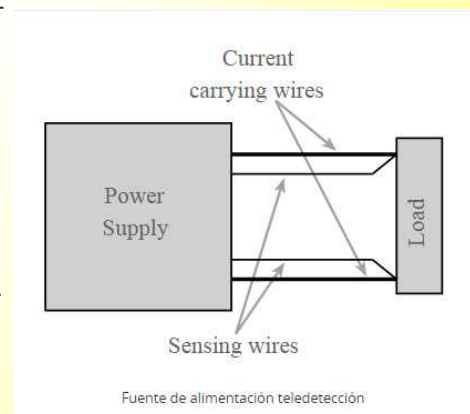 Current
carrying wires
Power
Supply
Load
Sensing wires
Fuente de alimentación teledetección